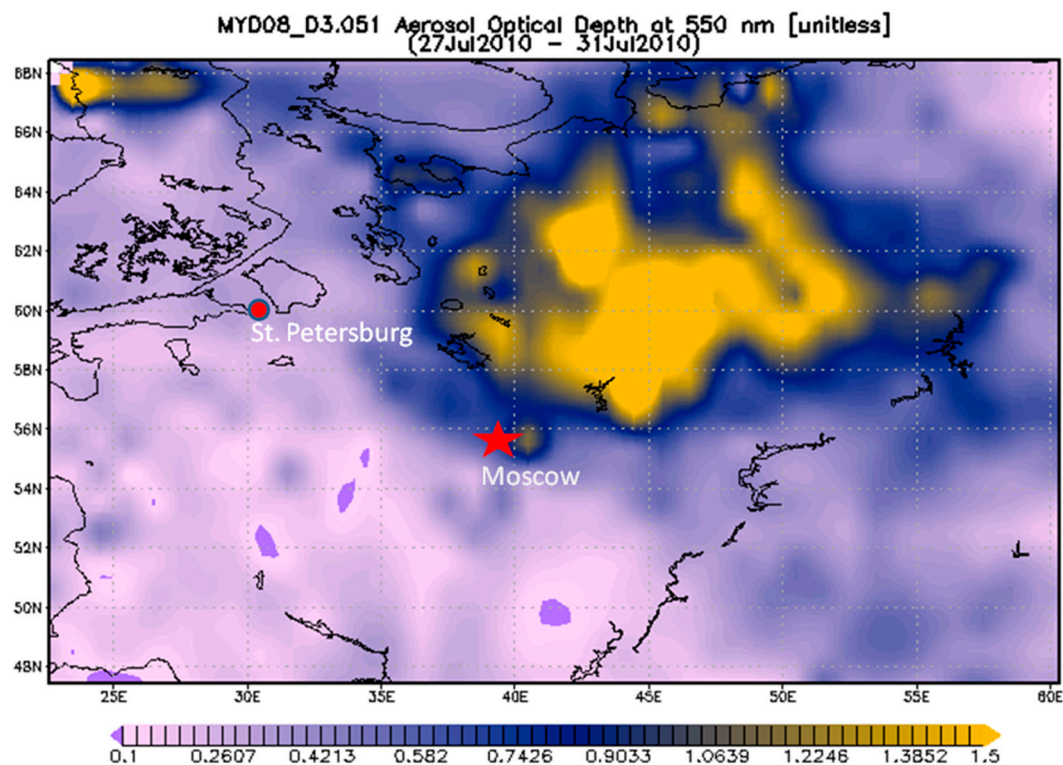 MYD08_D3.051 Aerosol Optical Depth at 550 nm [unitless]
(27Jul2010 – 31Jul2010)
68N
66N
64N
62N
60N
58N
56N
54N
52N
50N
48N
St. Petersburg
Moscow
25E 30E 35E 40E 45E 50E 55E 60E
0.1 0.2607 0.4213 0.582 0.7426 0.9033 1.0639 1.2246 1.3852 1.5